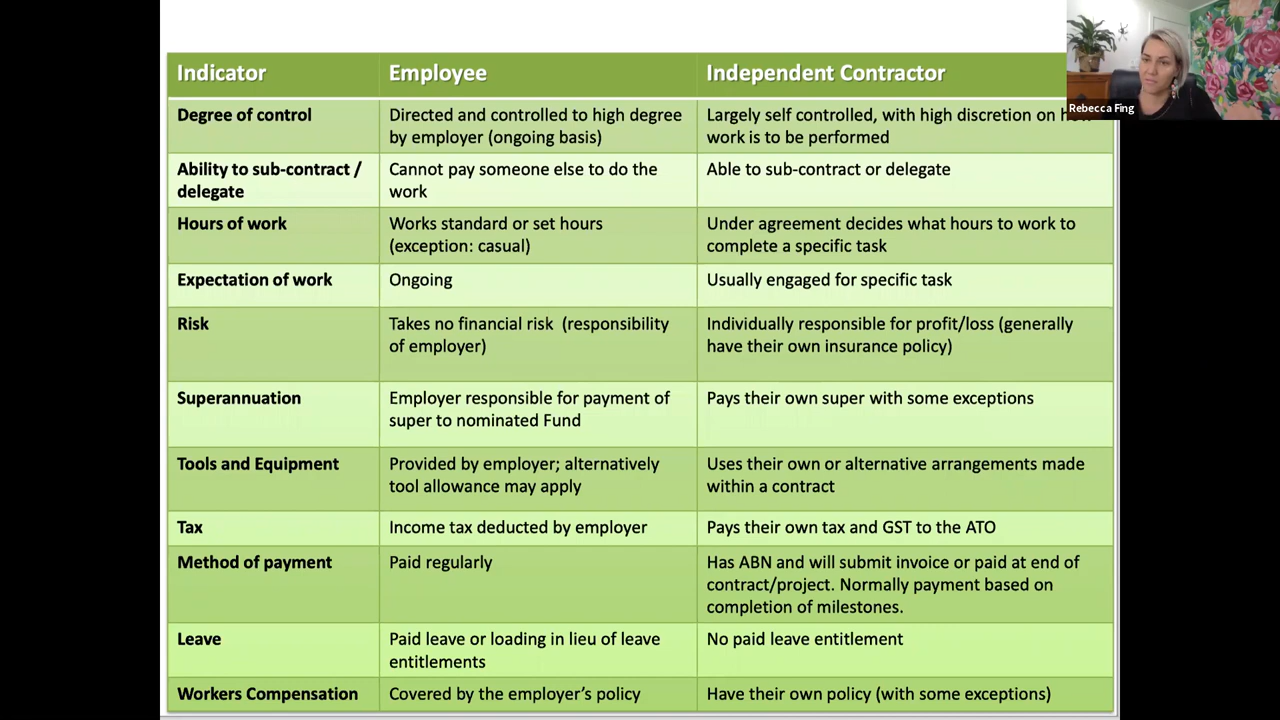 Indicator
Employee
Independent Contractor
Rebecca Fing
Degree of control
Directed and controlled to high degree
by employer (ongoing basis)
Largely self controlled, with high discretion on how
work is to be performed
Ability to sub-contract /
delegate
Cannot pay someone else to do the
work
Able to sub-contract or delegate
Hours of work
Works standard or set hours
(exception: casual)
Under agreement decides what hours to work to
complete a specific task
Expectation of work
Ongoing
Usually engaged for specific task
Risk
Takes no financial risk  (responsibility
of employer)
Individually responsible for profit/loss (generally
have their own insurance policy)
Superannuation
Employer responsible for payment of
super to nominated Fund
Pays their own super with some exceptions
Tools and Equipment
Provided by employer; alternatively
tool allowance may apply
Uses their own or alternative arrangements made
within a contract
Tax
Income tax deducted by employer
Pays their own tax and GST to the ATO
Method of payment
Paid regularly
Has ABN and will submit invoice or paid at end of
contract/project. Normally payment based on
completion of milestones.
Leave
Paid leave or loading in lieu of leave
entitlements
No paid leave entitlement
Workers Compensation
Covered by the employer’s policy
Have their own policy (with some exceptions)